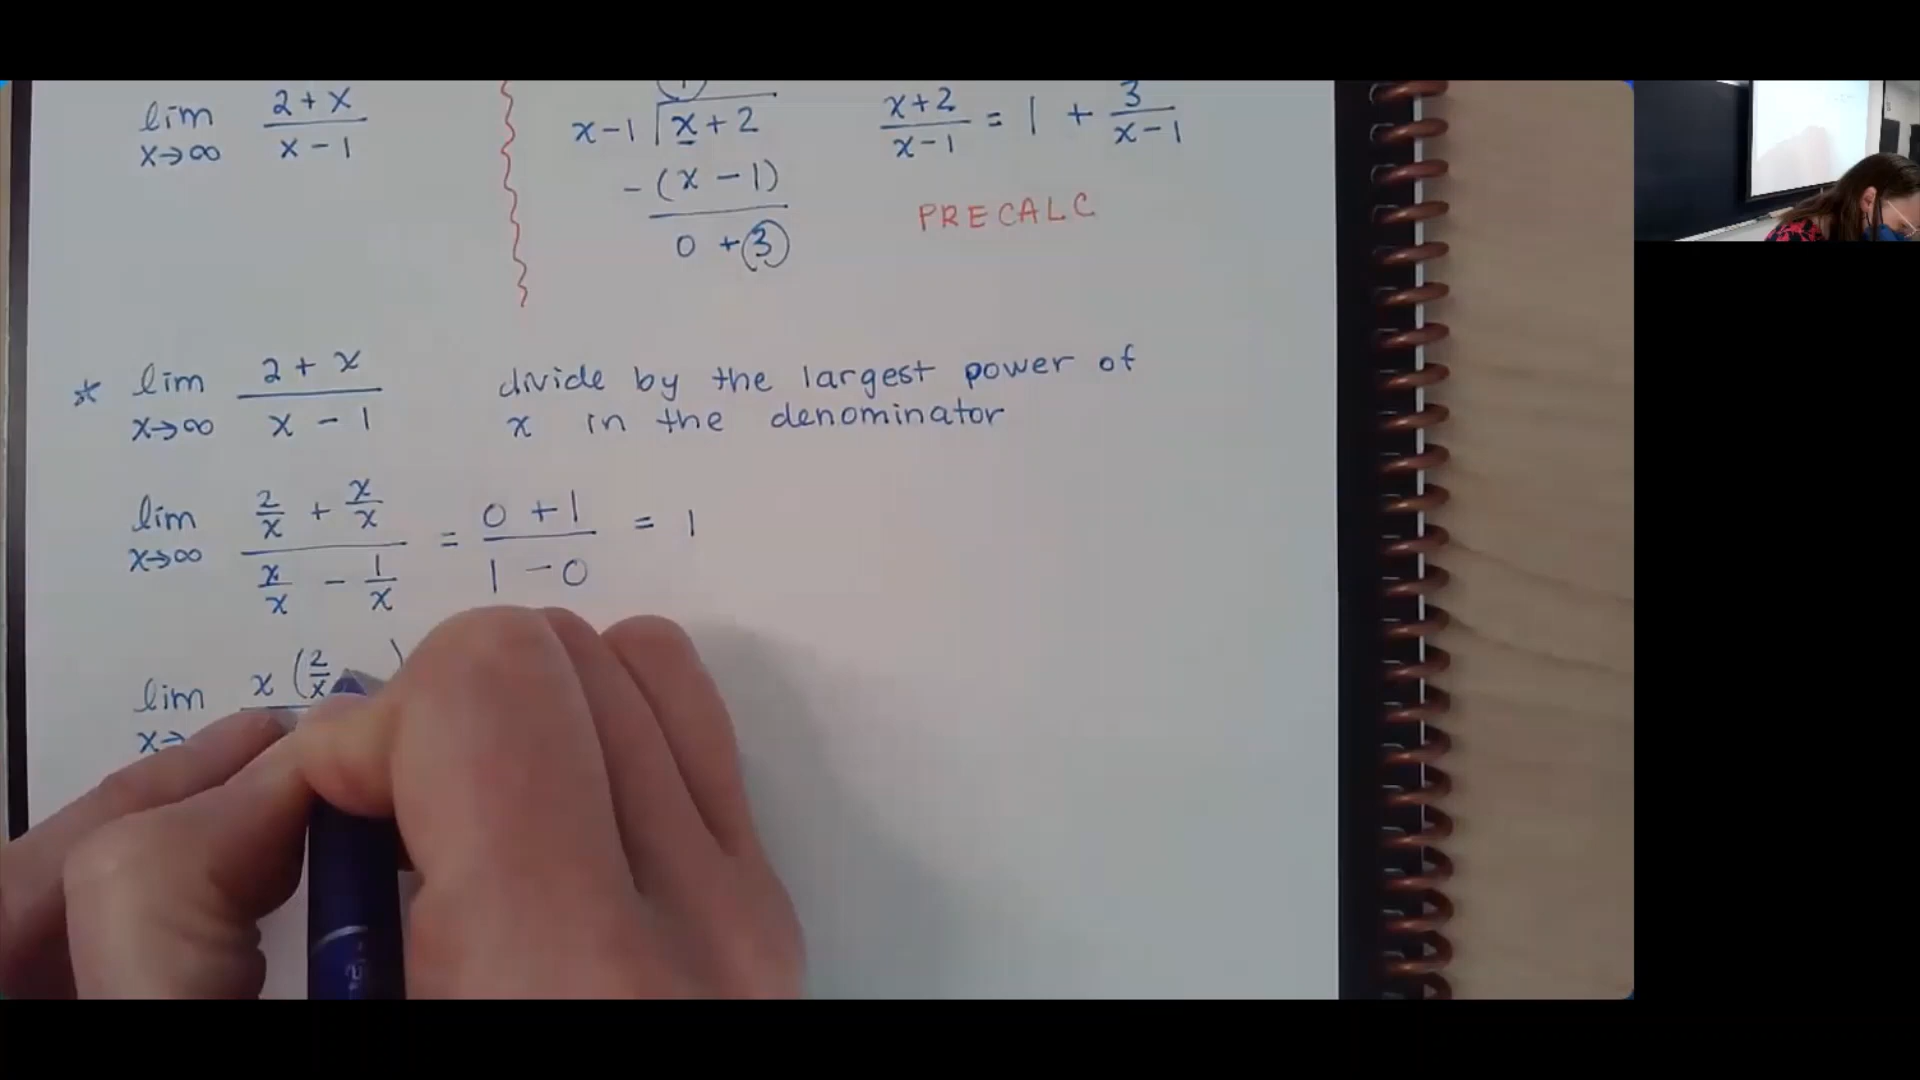 lim x→∞ (2 + x)/(x - 1)
x-1 | x + 2
-(x - 1)
0 + 3
(x+2)/(x-1) = 1 + 3/(x-1)
PRECALC
* lim x→∞ (2 + x)/(x - 1)
divide by the largest power of
x in the denominator
lim x→∞ (2/x + x/x)/(x/x - 1/x) = (0 + 1)/(1 - 0) = 1
lim x→ x (2/x )